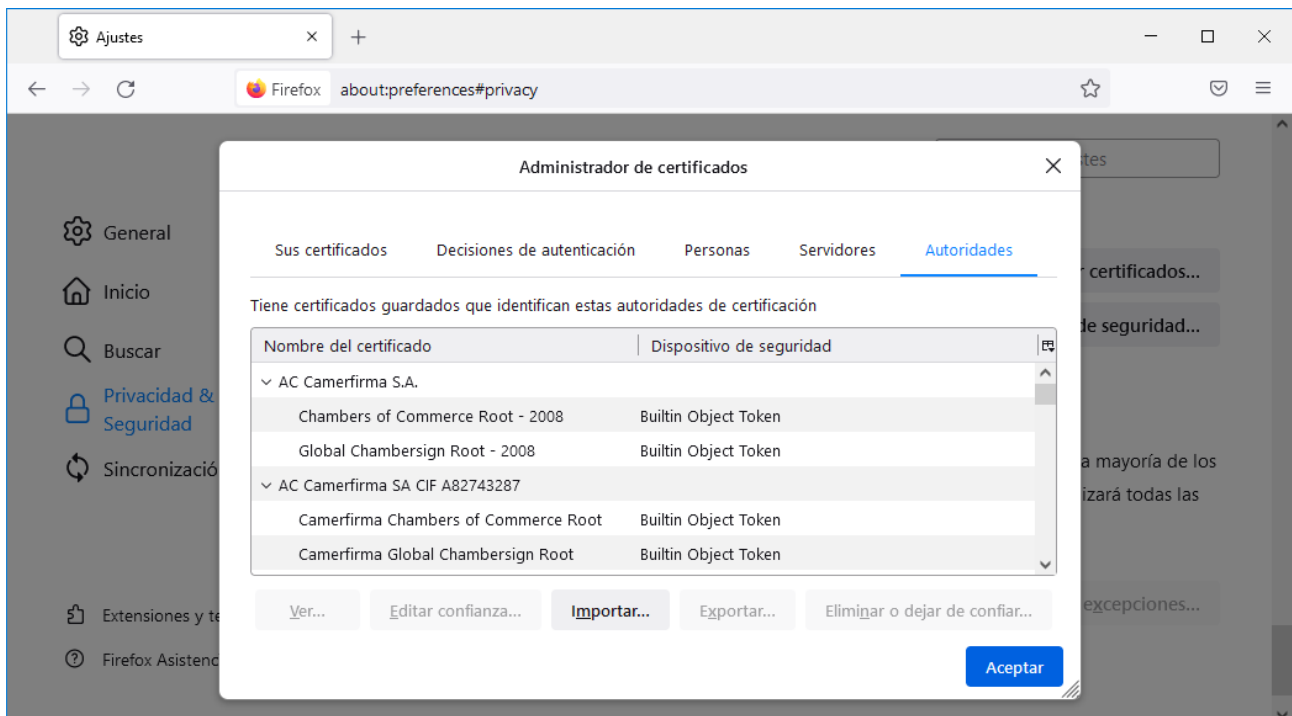 Ajustes
Firefox about:preferences#privacy
Administrador de certificados
General
Inicio
Buscar
Privacidad &
Seguridad
Sincronizació
Extensiones y te
Firefox Asistenc
Sus certificados Decisiones de autenticación Personas Servidores Autoridades
Tiene certificados guardados que identifican estas autoridades de certificación
Nombre del certificado Dispositivo de seguridad
AC Camerfirma S.A.
Chambers of Commerce Root - 2008 Builtin Object Token
Global Chambersign Root - 2008 Builtin Object Token
AC Camerfirma SA CIF A82743287
Camerfirma Chambers of Commerce Root Builtin Object Token
Camerfirma Global Chambersign Root Builtin Object Token
Ver... Editar confianza... Importar... Exportar... Eliminar o dejar de confiar...
Aceptar
tes
r certificados...
de seguridad...
a mayoría de los
izará todas las
excepciones...